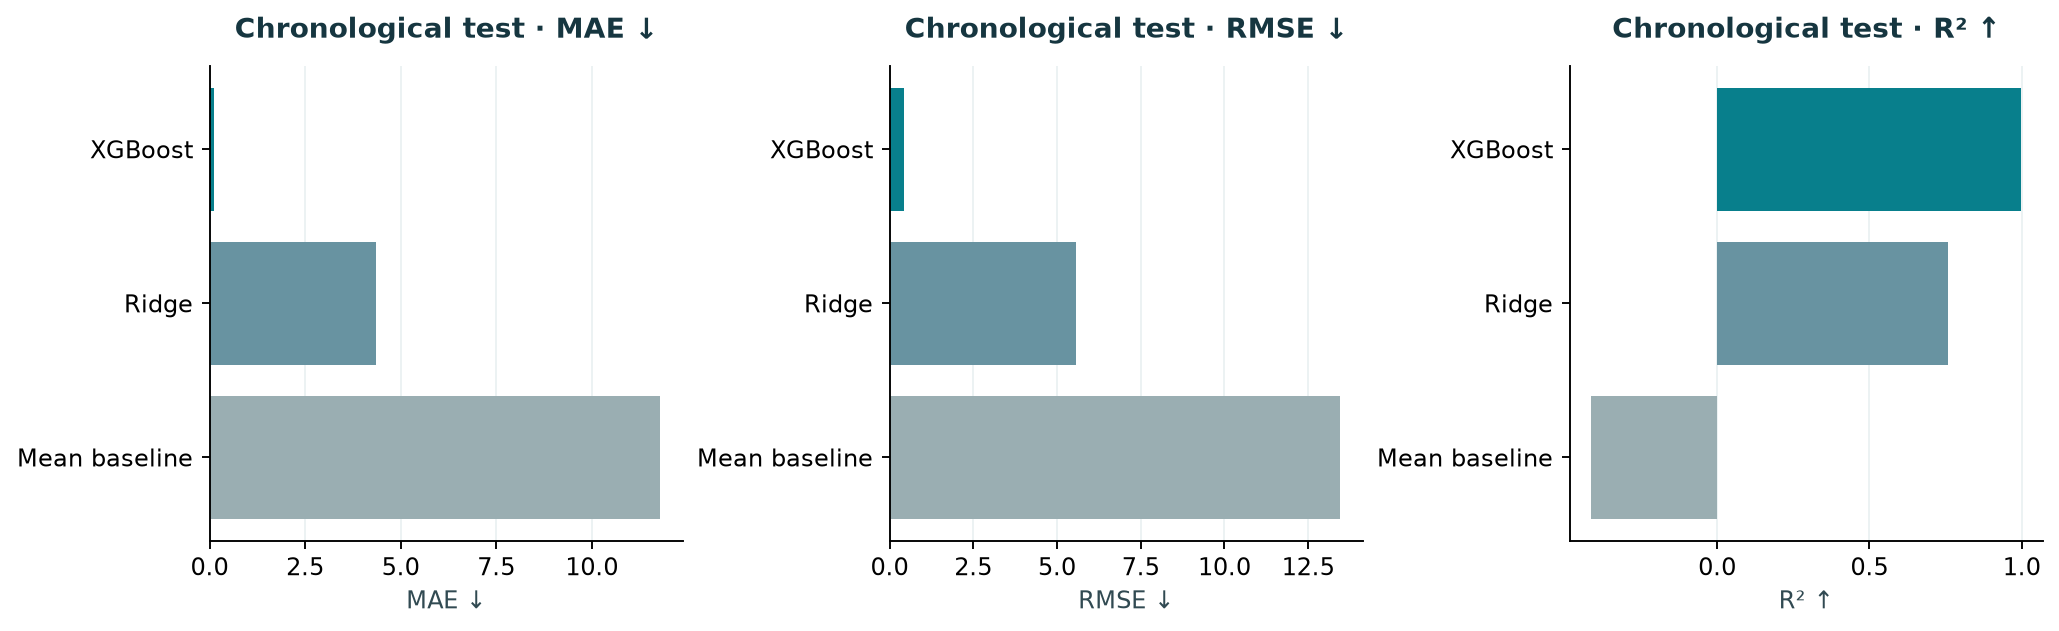 Chronological test · MAE ↓
XGBoost
Ridge
Mean baseline
0.0 2.5 5.0 7.5 10.0
MAE ↓
Chronological test · RMSE ↓
XGBoost
Ridge
Mean baseline
0.0 2.5 5.0 7.5 10.0 12.5
RMSE ↓
Chronological test · R² ↑
XGBoost
Ridge
Mean baseline
0.0 0.5 1.0
R² ↑